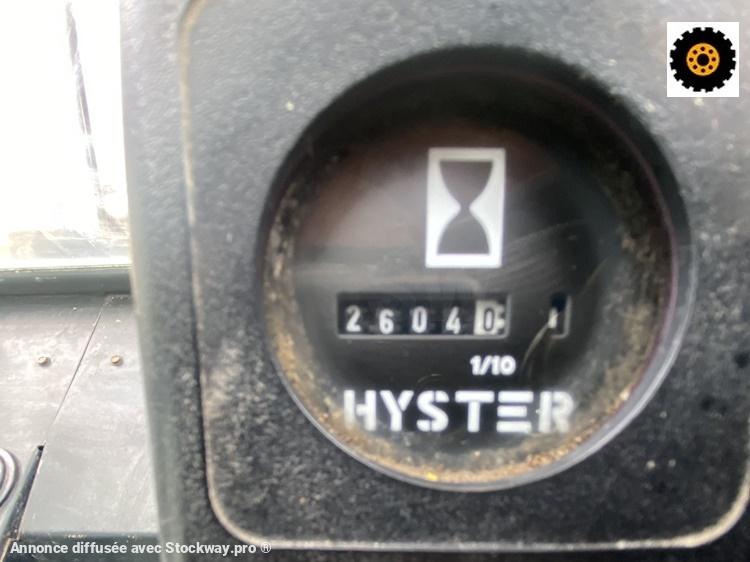 26040
1/10
HYSTER
Annonce diffusée avec Stockway.pro ®